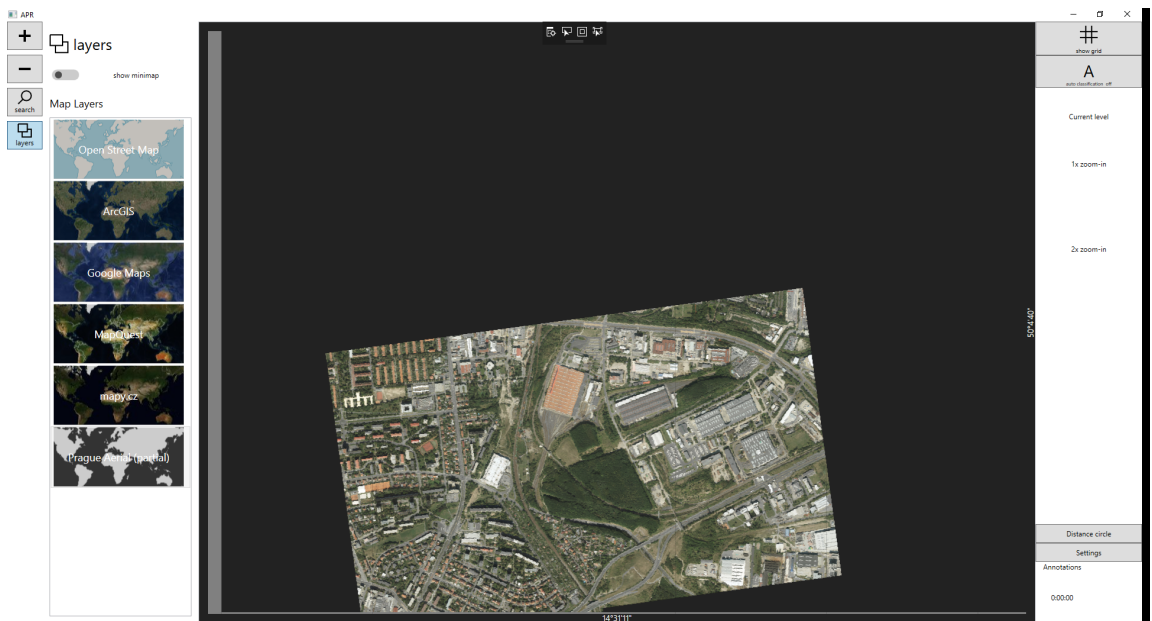 APR
+
−
search
layers
layers
show minimap
Map Layers
Open Street Map
ArcGIS
Google Maps
MapQuest
mapy.cz
Prague Aerial (partial)
50°4'40"
14°31'11"
show grid
A
auto classification off
Current level
1x zoom-in
2x zoom-in
Distance circle
Settings
Annotations
0:00:00